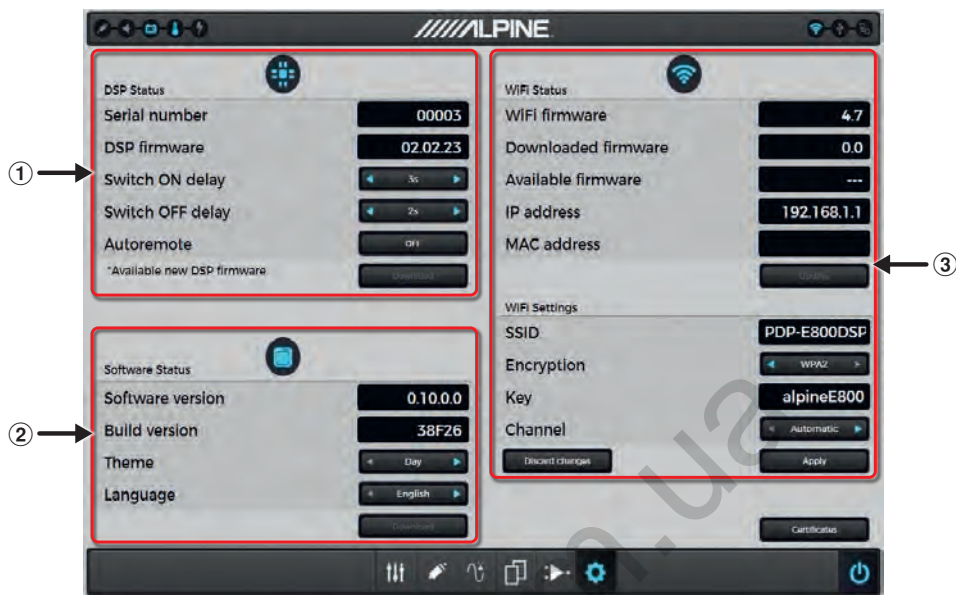 ALPINE
①
DSP Status
Serial number 00003
DSP firmware 02.02.23
Switch ON delay 3s
Switch OFF delay 2s
Autoremote OFF
*Available new DSP firmware Download
②
Software Status
Software version 0.10.0.0
Build version 38F26
Theme Day
Language English
Download
③
WiFi Status
WiFi firmware 4.7
Downloaded firmware 0.0
Available firmware ---
IP address 192.168.1.1
MAC address
Update
WiFi Settings
SSID PDP-E800DSP
Encryption WPA2
Key alpineE800
Channel Automatic
Discard changes Apply
Certificates